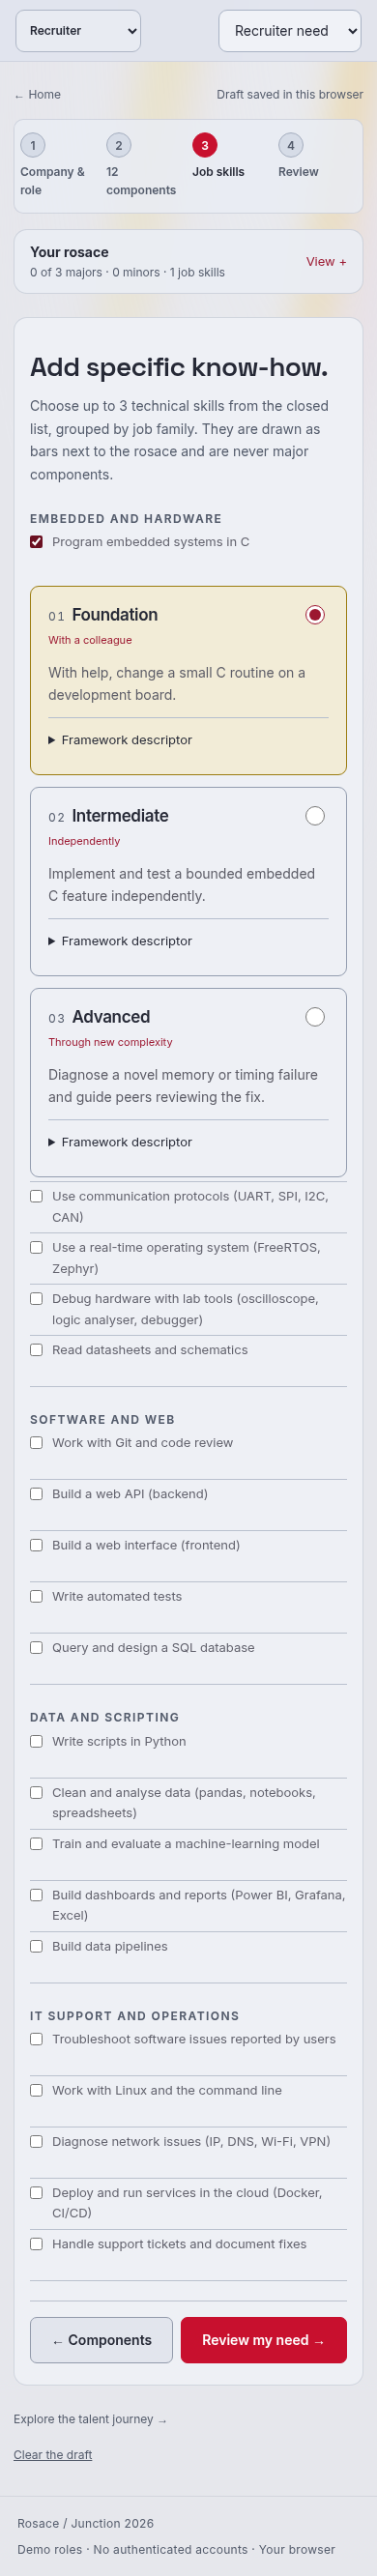 Recruiter
Recruiter need
← Home
Draft saved in this browser
1
Company &
role
2
12
components
3
Job skills
4
Review
Your rosace
0 of 3 majors · 0 minors · 1 job skills
View +
Add specific know-how.
Choose up to 3 technical skills from the closed
list, grouped by job family. They are drawn as
bars next to the rosace and are never major
components.
EMBEDDED AND HARDWARE
Program embedded systems in C
01 Foundation
With a colleague
With help, change a small C routine on a
development board.
▶ Framework descriptor
02 Intermediate
Independently
Implement and test a bounded embedded
C feature independently.
▶ Framework descriptor
03 Advanced
Through new complexity
Diagnose a novel memory or timing failure
and guide peers reviewing the fix.
▶ Framework descriptor
Use communication protocols (UART, SPI, I2C,
CAN)
Use a real-time operating system (FreeRTOS,
Zephyr)
Debug hardware with lab tools (oscilloscope,
logic analyser, debugger)
Read datasheets and schematics
SOFTWARE AND WEB
Work with Git and code review
Build a web API (backend)
Build a web interface (frontend)
Write automated tests
Query and design a SQL database
DATA AND SCRIPTING
Write scripts in Python
Clean and analyse data (pandas, notebooks,
spreadsheets)
Train and evaluate a machine-learning model
Build dashboards and reports (Power BI, Grafana,
Excel)
Build data pipelines
IT SUPPORT AND OPERATIONS
Troubleshoot software issues reported by users
Work with Linux and the command line
Diagnose network issues (IP, DNS, Wi-Fi, VPN)
Deploy and run services in the cloud (Docker,
CI/CD)
Handle support tickets and document fixes
← Components
Review my need →
Explore the talent journey →
Clear the draft
Rosace / Junction 2026
Demo roles · No authenticated accounts · Your browser